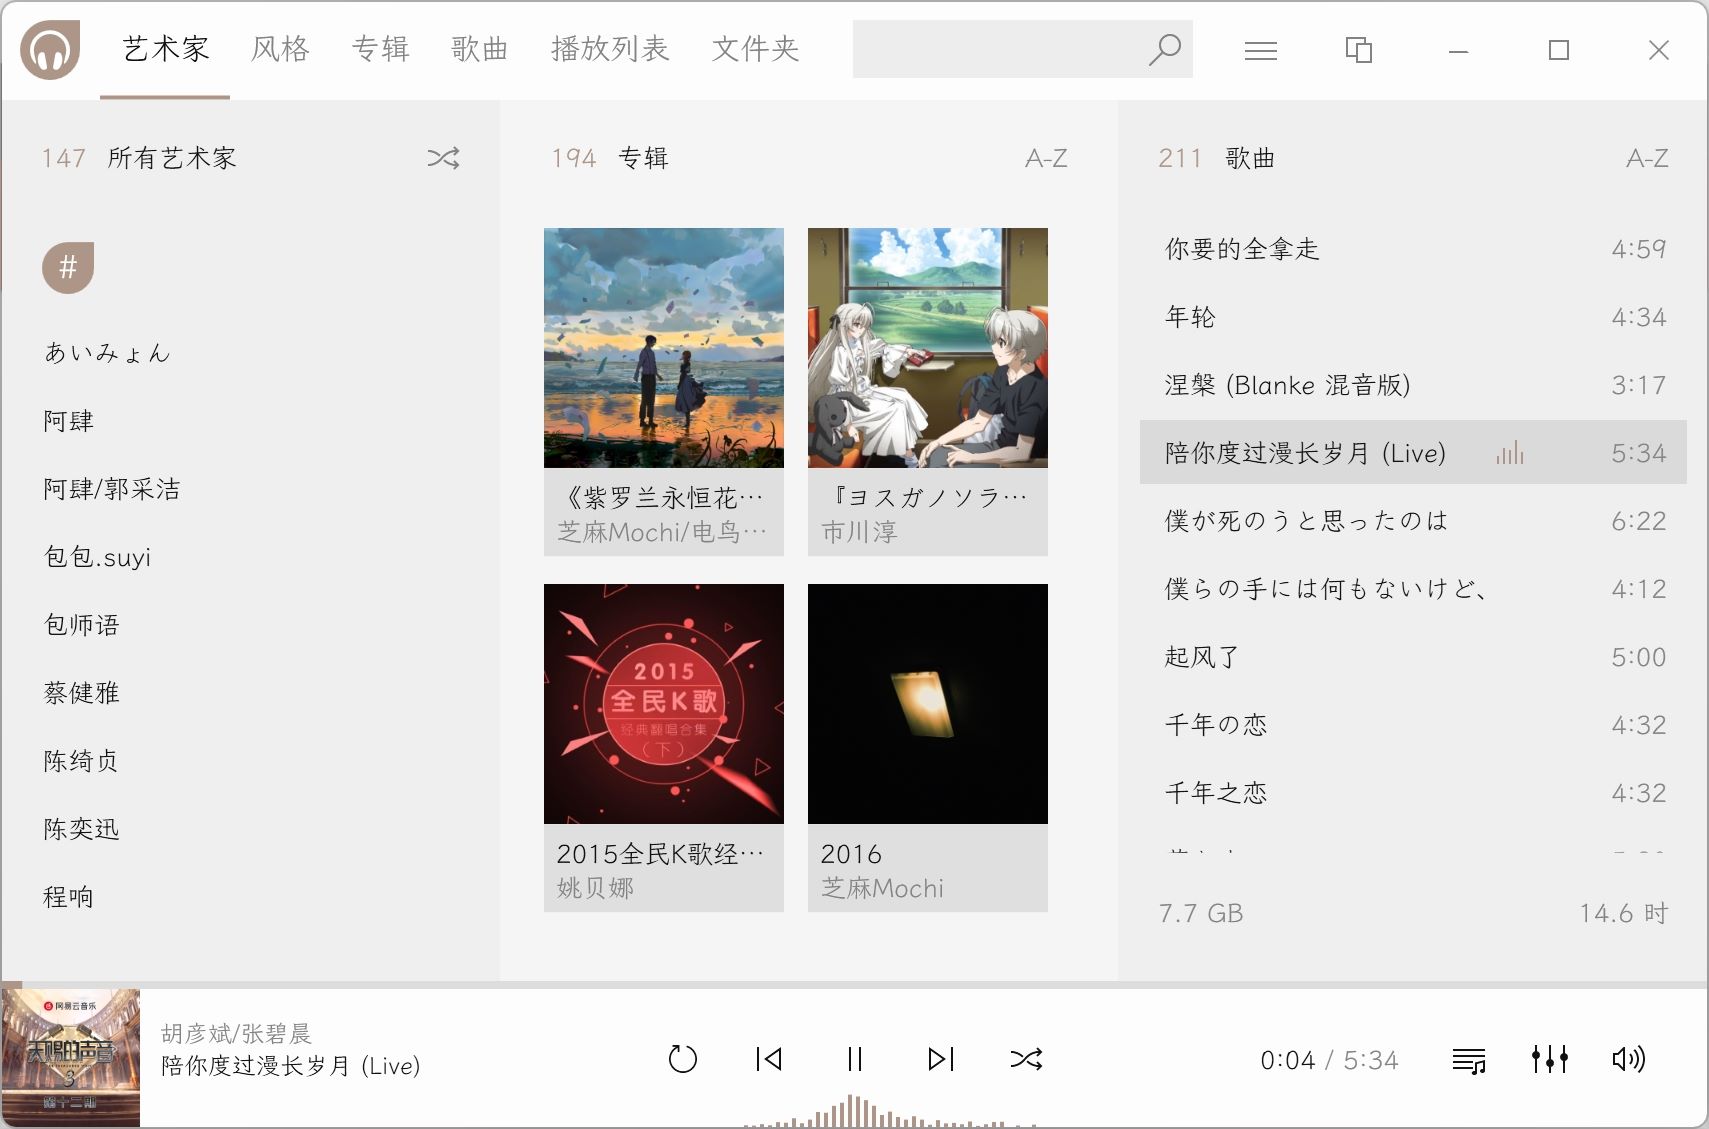 艺术家 风格 专辑 歌曲 播放列表 文件夹
147 所有艺术家
#
あいみょん
阿肆
阿肆/郭采洁
包包.suyi
包师语
蔡健雅
陈绮贞
陈奕迅
程响
194 专辑 A-Z
《紫罗兰永恒花…
芝麻Mochi/电鸟…
『ヨスガノソラ…
市川淳
2015
全民K歌
经典翻唱合集
（下）
2015全民K歌经…
姚贝娜
2016
芝麻Mochi
211 歌曲 A-Z
你要的全拿走 4:59
年轮 4:34
涅槃 (Blanke 混音版) 3:17
陪你度过漫长岁月 (Live) 5:34
僕が死のうと思ったのは 6:22
僕らの手には何もないけど、 4:12
起风了 5:00
千年の恋 4:32
千年之恋 4:32
7.7 GB 14.6 时
网易云音乐
天赐的声音
3
第十二期
胡彦斌/张碧晨
陪你度过漫长岁月 (Live)
0:04 / 5:34